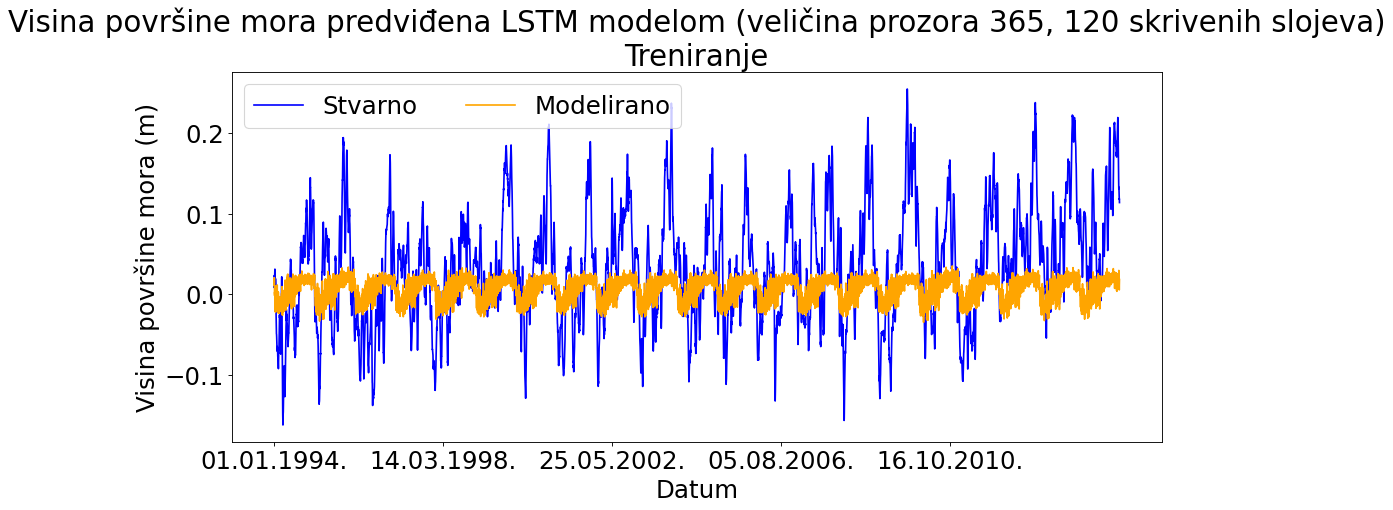 Visina površine mora predviđena LSTM modelom (veličina prozora 365, 120 skrivenih slojeva)
Treniranje
Stvarno
Modelirano
Visina površine mora (m)
0.2
0.1
0.0
−0.1
01.01.1994.
14.03.1998.
25.05.2002.
05.08.2006.
16.10.2010.
Datum